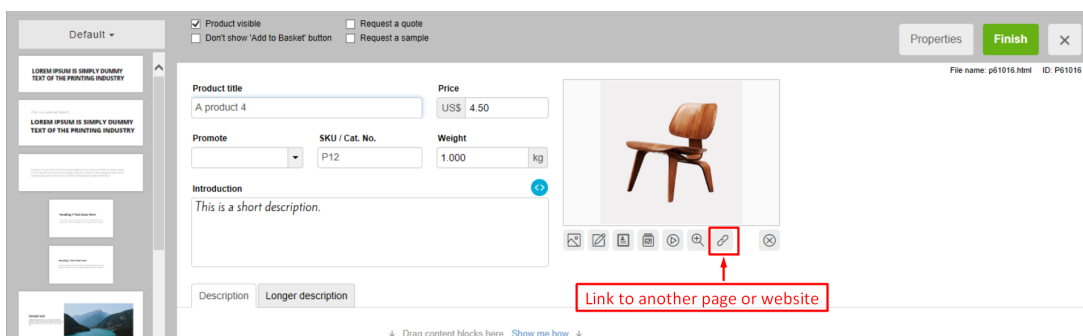 Default
Product visible
Request a quote
Don't show 'Add to Basket' button
Request a sample
Properties
Finish
File name: p61016.html ID: P61016
LOREM IPSUM IS SIMPLY DUMMY
TEXT OF THE PRINTING INDUSTRY
LOREM IPSUM IS SIMPLY DUMMY
TEXT OF THE PRINTING INDUSTRY
Product title
Price
A product 4
US$ 4.50
Promote
SKU / Cat. No.
Weight
P12
1.000 kg
Introduction
This is a short description.
Link to another page or website
Description
Longer description
Drag content blocks here Show me how